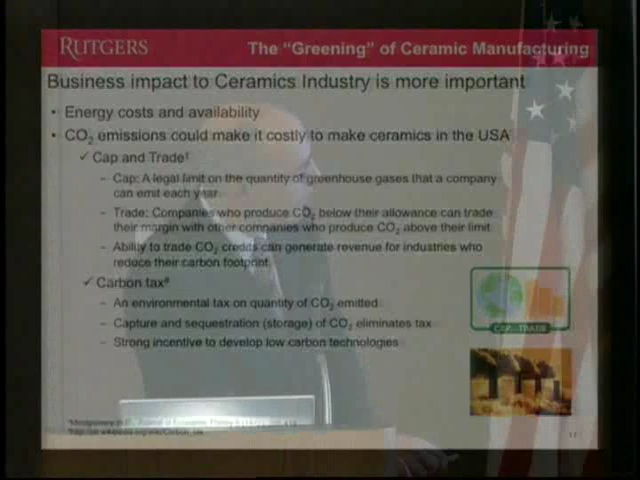 RUTGERS
The "Greening" of Ceramic Manufacturing
Business impact to Ceramics Industry is more important
• Energy costs and availability
• CO2 emissions could make it costly to make ceramics in the USA
✓ Cap and Trade†
– Cap: A legal limit on the quantity of greenhouse gases that a company
can emit each year
– Trade: Companies who produce CO2 below their allowance can trade
their margin with other companies who produce CO2 above their limit
– Ability to trade CO2 credits can generate revenue for industries who
reduce their carbon footprint
✓ Carbon tax
– An environmental tax on quantity of CO2 emitted
– Capture and sequestration (storage) of CO2 eliminates tax
– Strong incentive to develop low carbon technologies
CAP TRADE
Journal of Economic Theory